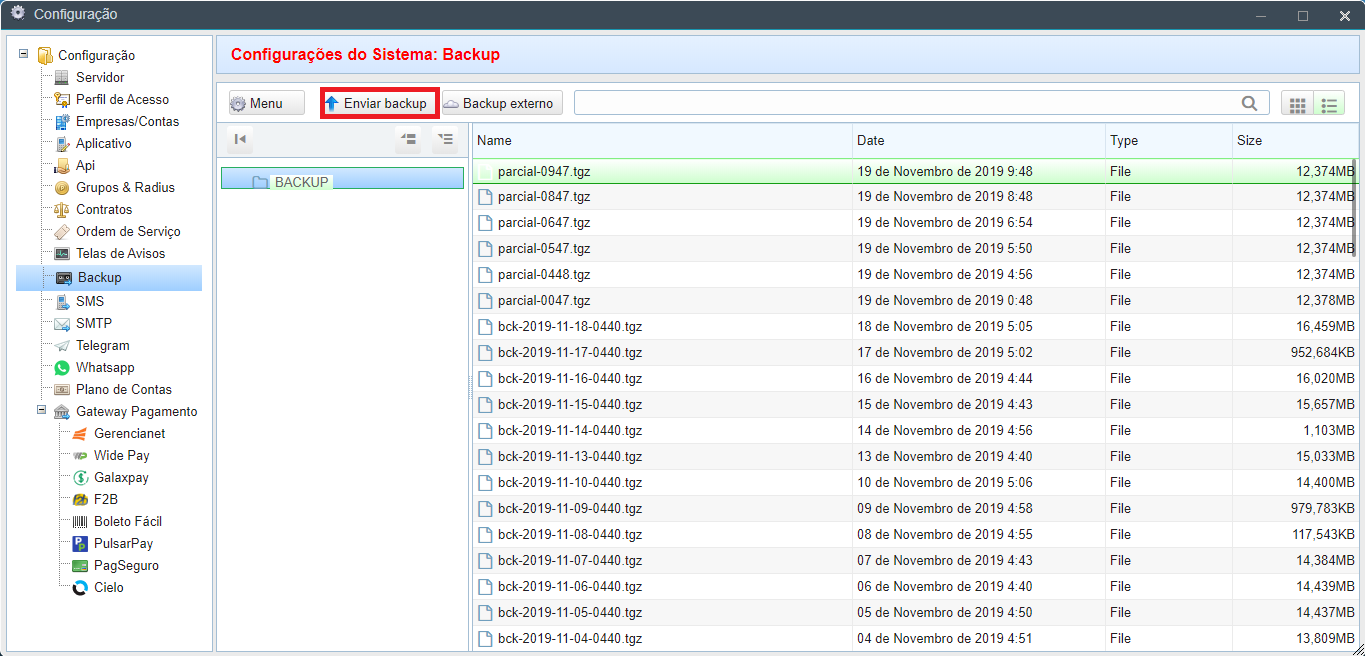 Configuração
Configuração
Servidor
Perfil de Acesso
Empresas/Contas
Aplicativo
Api
Grupos & Radius
Contratos
Ordem de Serviço
Telas de Avisos
Backup
SMS
SMTP
Telegram
Whatsapp
Plano de Contas
Gateway Pagamento
Gerencianet
Wide Pay
Galaxpay
F2B
Boleto Fácil
PulsarPay
PagSeguro
Cielo
Configurações do Sistema: Backup
Menu Enviar backup Backup externo
BACKUP
Name Date Type Size
parcial-0947.tgz 19 de Novembro de 2019 9:48 File 12,374MB
parcial-0847.tgz 19 de Novembro de 2019 8:48 File 12,374MB
parcial-0647.tgz 19 de Novembro de 2019 6:54 File 12,374MB
parcial-0547.tgz 19 de Novembro de 2019 5:50 File 12,374MB
parcial-0448.tgz 19 de Novembro de 2019 4:56 File 12,374MB
parcial-0047.tgz 19 de Novembro de 2019 0:48 File 12,378MB
bck-2019-11-18-0440.tgz 18 de Novembro de 2019 5:05 File 16,459MB
bck-2019-11-17-0440.tgz 17 de Novembro de 2019 5:02 File 952,684KB
bck-2019-11-16-0440.tgz 16 de Novembro de 2019 4:44 File 16,020MB
bck-2019-11-15-0440.tgz 15 de Novembro de 2019 4:43 File 15,657MB
bck-2019-11-14-0440.tgz 14 de Novembro de 2019 4:56 File 1,103MB
bck-2019-11-13-0440.tgz 13 de Novembro de 2019 4:40 File 15,033MB
bck-2019-11-10-0440.tgz 10 de Novembro de 2019 5:06 File 14,400MB
bck-2019-11-09-0440.tgz 09 de Novembro de 2019 4:58 File 979,783KB
bck-2019-11-08-0440.tgz 08 de Novembro de 2019 4:55 File 117,543KB
bck-2019-11-07-0440.tgz 07 de Novembro de 2019 4:43 File 14,384MB
bck-2019-11-06-0440.tgz 06 de Novembro de 2019 4:40 File 14,439MB
bck-2019-11-05-0440.tgz 05 de Novembro de 2019 4:50 File 14,437MB
bck-2019-11-04-0440.tgz 04 de Novembro de 2019 4:51 File 13,809MB